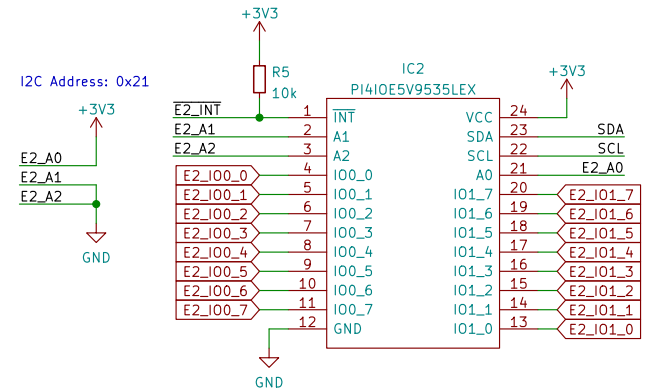 +3V3
I2C Address: 0x21
+3V3
E2_A0
E2_A1
E2_A2
GND
R5
10k
IC2
PI4IOE5V9535LEX
+3V3
E2_INT 1 INT VCC 24
E2_A1 2 A1 SDA 23 SDA
E2_A2 3 A2 SCL 22 SCL
E2_IO0_0 4 IO0_0 A0 21 E2_A0
E2_IO0_1 5 IO0_1 IO1_7 20 E2_IO1_7
E2_IO0_2 6 IO0_2 IO1_6 19 E2_IO1_6
E2_IO0_3 7 IO0_3 IO1_5 18 E2_IO1_5
E2_IO0_4 8 IO0_4 IO1_4 17 E2_IO1_4
E2_IO0_5 9 IO0_5 IO1_3 16 E2_IO1_3
E2_IO0_6 10 IO0_6 IO1_2 15 E2_IO1_2
E2_IO0_7 11 IO0_7 IO1_1 14 E2_IO1_1
12 GND IO1_0 13 E2_IO1_0
GND